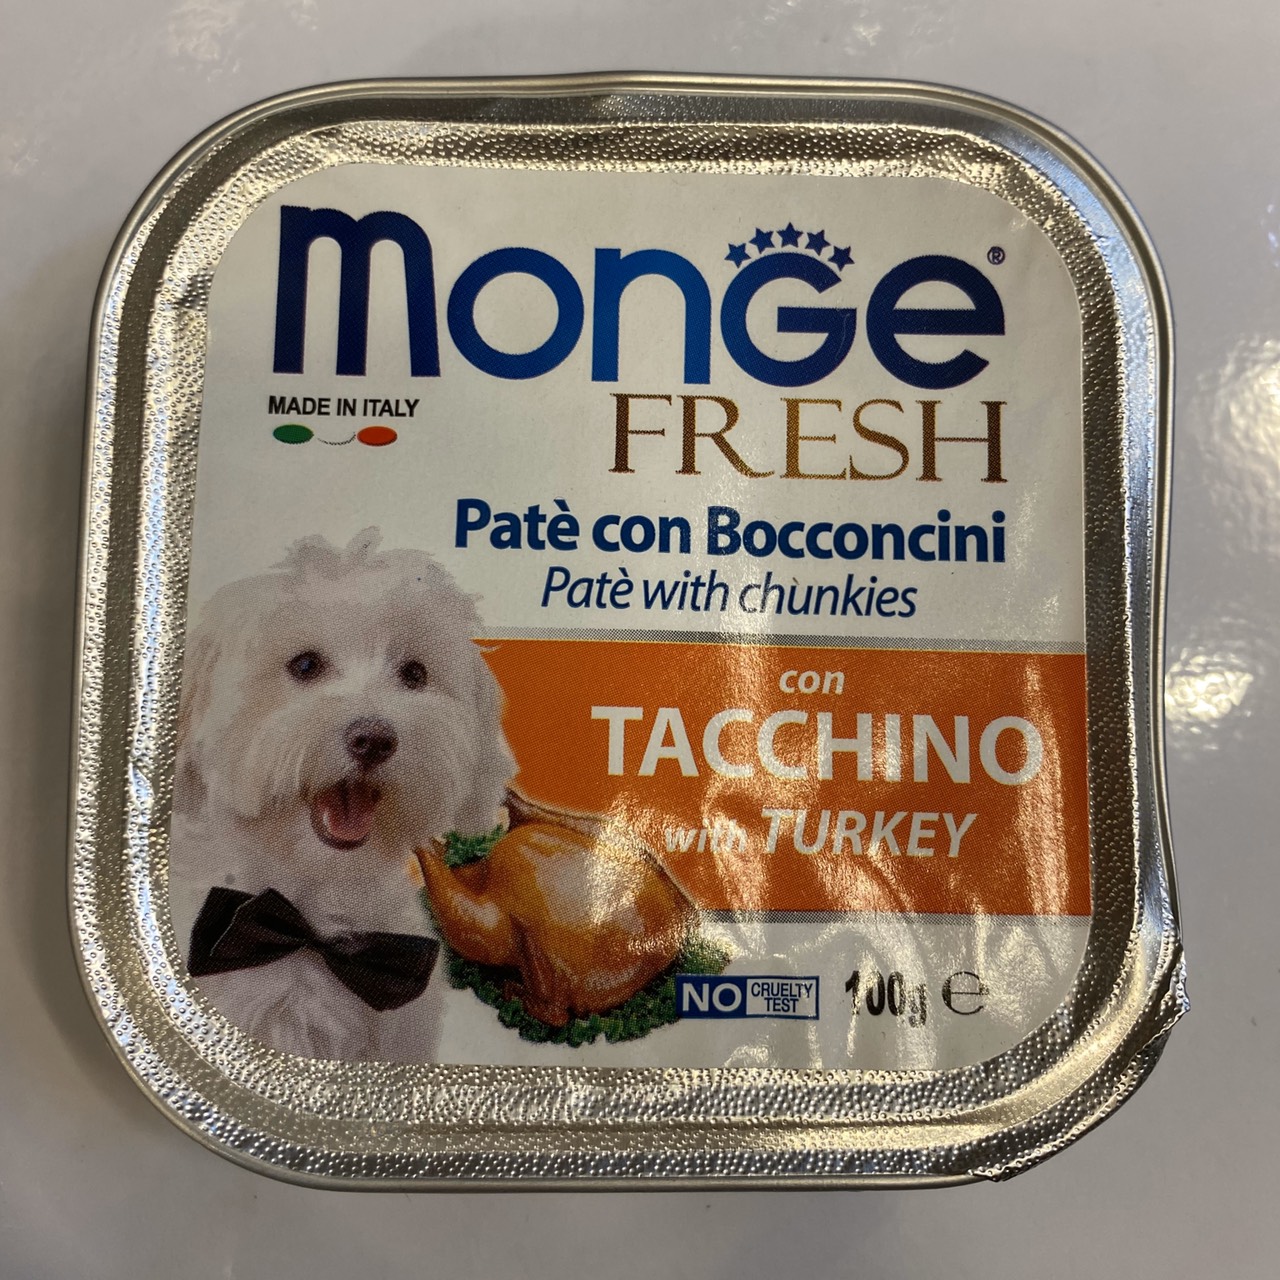 monge®
MADE IN ITALY
FRESH
Patè con Bocconcini
Patè with chunkies
con
TACCHINO
with TURKEY
NO CRUELTY TEST 100g ℮